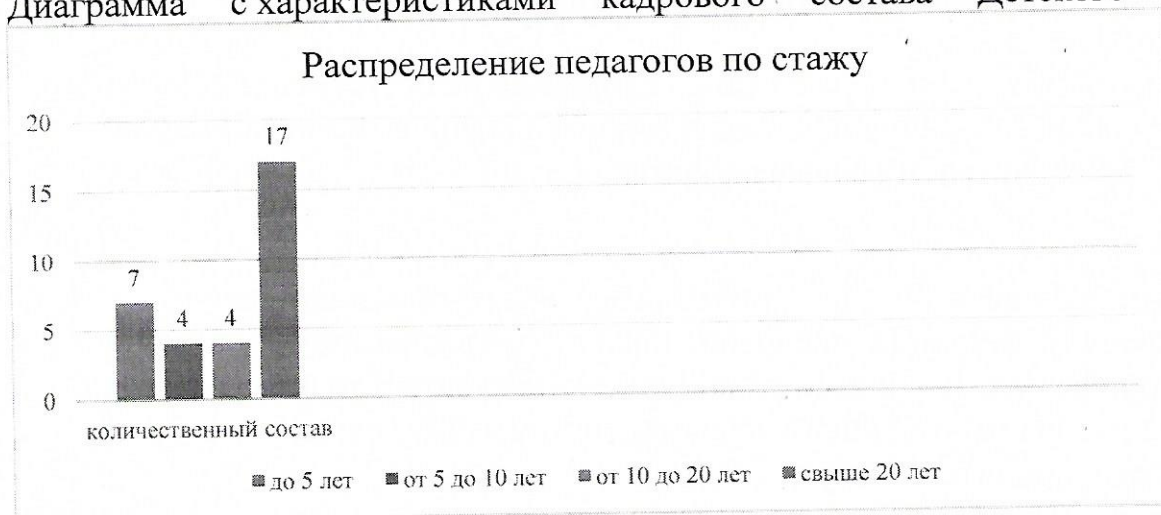 Диаграмма с характеристиками кадрового состава
Распределение педагогов по стажу
20
15
10
5
0
7
4
4
17
количественный состав
до 5 лет от 5 до 10 лет от 10 до 20 лет свыше 20 лет